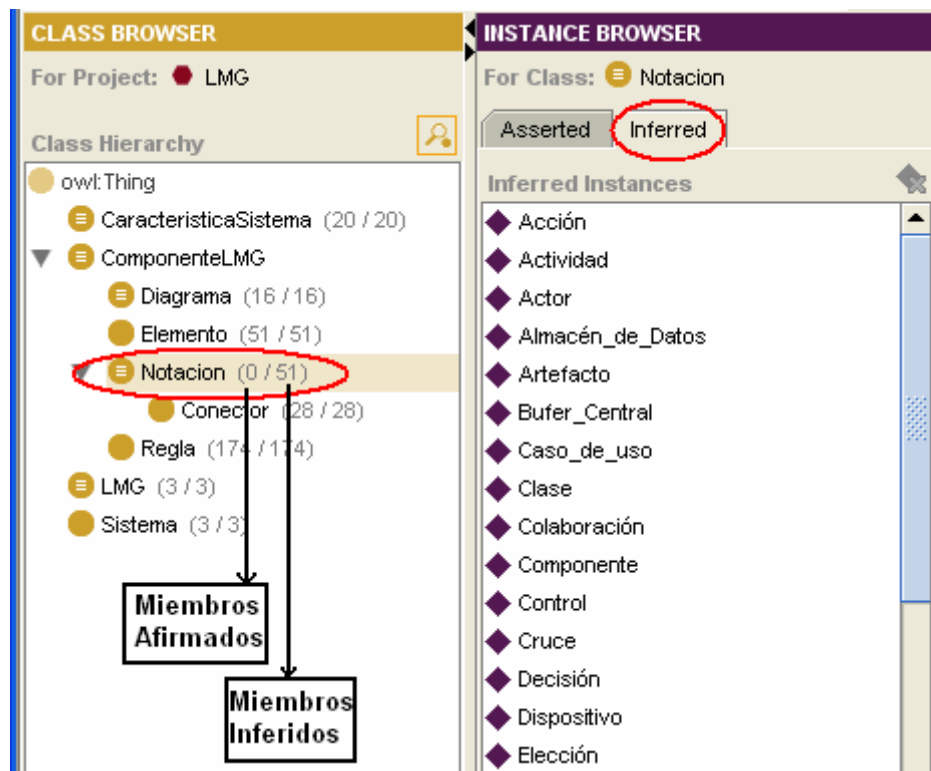 CLASS BROWSER
For Project: LMG
Class Hierarchy
owl:Thing
CaracteristicaSistema (20 / 20)
ComponenteLMG
Diagrama (16 / 16)
Elemento (51 / 51)
Notacion (0 / 51)
Conector (28 / 28)
Regla (174 / 174)
LMG (3 / 3)
Sistema (3 / 3)
Miembros
Afirmados
Miembros
Inferidos
INSTANCE BROWSER
For Class: Notacion
Asserted Inferred
Inferred Instances
Acción
Actividad
Actor
Almacén_de_Datos
Artefacto
Bufer_Central
Caso_de_uso
Clase
Colaboración
Componente
Control
Cruce
Decisión
Dispositivo
Elección